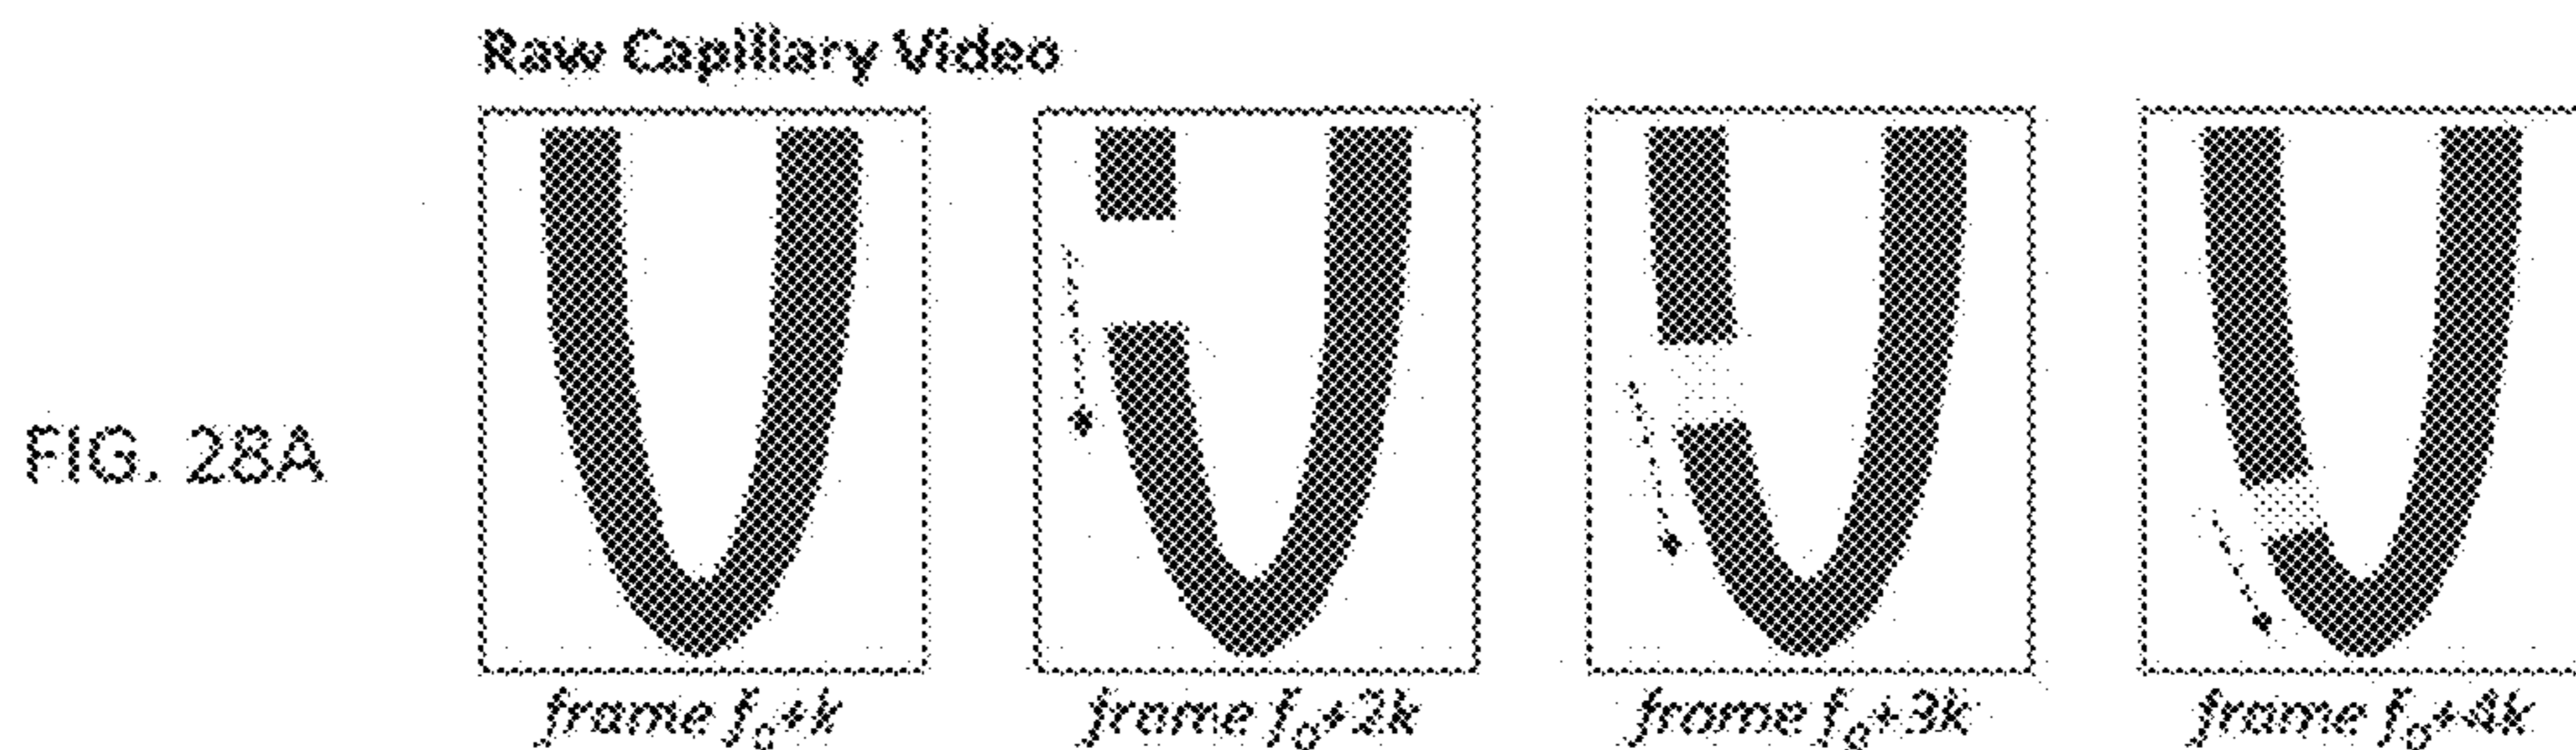 Raw Capillary Video
FIG. 28A
frame f₀+k
frame f₀+2k
frame f₀+3k
frame f₀+4k